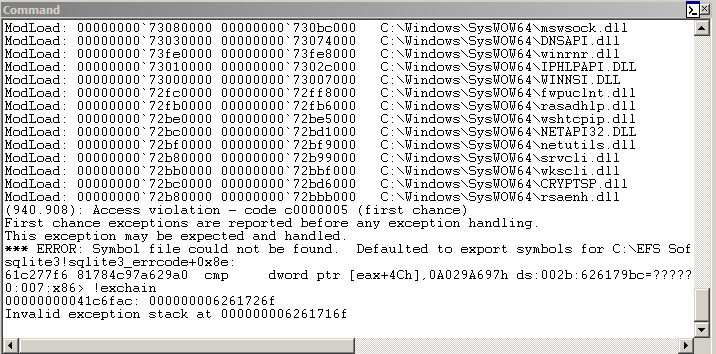 Command
ModLoad: 00000000`73080000 00000000`730bc000   C:\Windows\SysWOW64\mswsock.dll
ModLoad: 00000000`73030000 00000000`73074000   C:\Windows\SysWOW64\DNSAPI.dll
ModLoad: 00000000`73fe0000 00000000`73fe8000   C:\Windows\SysWOW64\winrnr.dll
ModLoad: 00000000`73010000 00000000`7302c000   C:\Windows\SysWOW64\IPHLPAPI.DLL
ModLoad: 00000000`73000000 00000000`73007000   C:\Windows\SysWOW64\WINNSI.DLL
ModLoad: 00000000`72fc0000 00000000`72ff8000   C:\Windows\SysWOW64\fwpuclnt.dll
ModLoad: 00000000`72fb0000 00000000`72fb6000   C:\Windows\SysWOW64\rasadhlp.dll
ModLoad: 00000000`72be0000 00000000`72be5000   C:\Windows\SysWOW64\wshtcpip.dll
ModLoad: 00000000`72bc0000 00000000`72bd1000   C:\Windows\SysWOW64\NETAPI32.DLL
ModLoad: 00000000`72bf0000 00000000`72bf9000   C:\Windows\SysWOW64\netutils.dll
ModLoad: 00000000`72b80000 00000000`72b99000   C:\Windows\SysWOW64\srvcli.dll
ModLoad: 00000000`72bb0000 00000000`72bbf000   C:\Windows\SysWOW64\wkscli.dll
ModLoad: 00000000`72bc0000 00000000`72bd6000   C:\Windows\SysWOW64\CRYPTSP.dll
ModLoad: 00000000`72b80000 00000000`72bbb000   C:\Windows\SysWOW64\rsaenh.dll
(940.908): Access violation - code c0000005 (first chance)
First chance exceptions are reported before any exception handling.
This exception may be expected and handled.
*** ERROR: Symbol file could not be found.  Defaulted to export symbols for C:\EFS Sof
sqlite3!sqlite3_errcode+0x8e:
61c277f6 81784c97a629a0  cmp     dword ptr [eax+4Ch],0A029A697h ds:002b:626179bc=?????
0:007:x86> !exchain
00000000041c6fac: 000000006261726f
Invalid exception stack at 000000006261716f